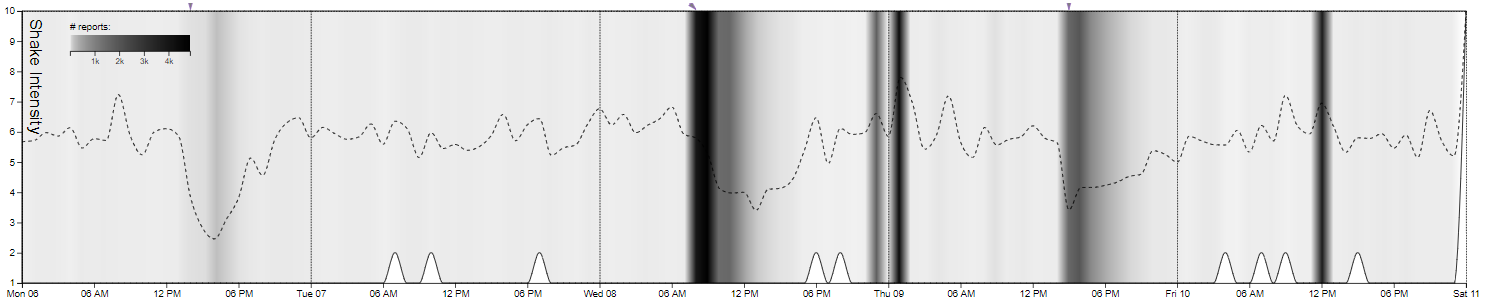 10
9
8
7
6
5
4
3
2
1
Shake Intensity
# reports:
1k 2k 3k 4k
Mon 06 06 AM 12 PM 06 PM Tue 07 06 AM 12 PM 06 PM Wed 08 06 AM 12 PM 06 PM Thu 09 06 AM 12 PM 06 PM Fri 10 06 AM 12 PM 06 PM Sat 11